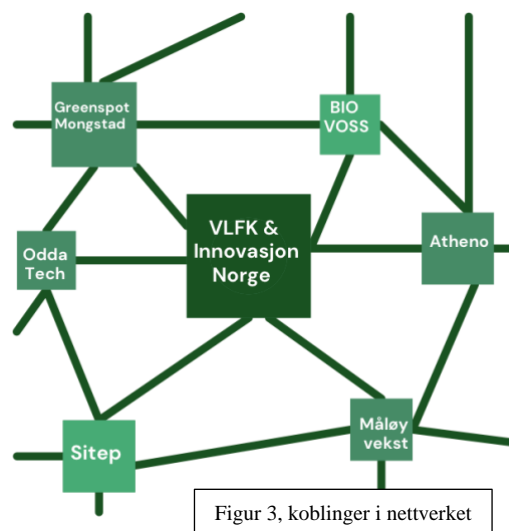 Greenspot
Mongstad
BIO
VOSS
VLFK &
Innovasjon
Norge
Atheno
Odda
Tech
Sitep
Måløy
vekst
Figur 3, koblinger i nettverket